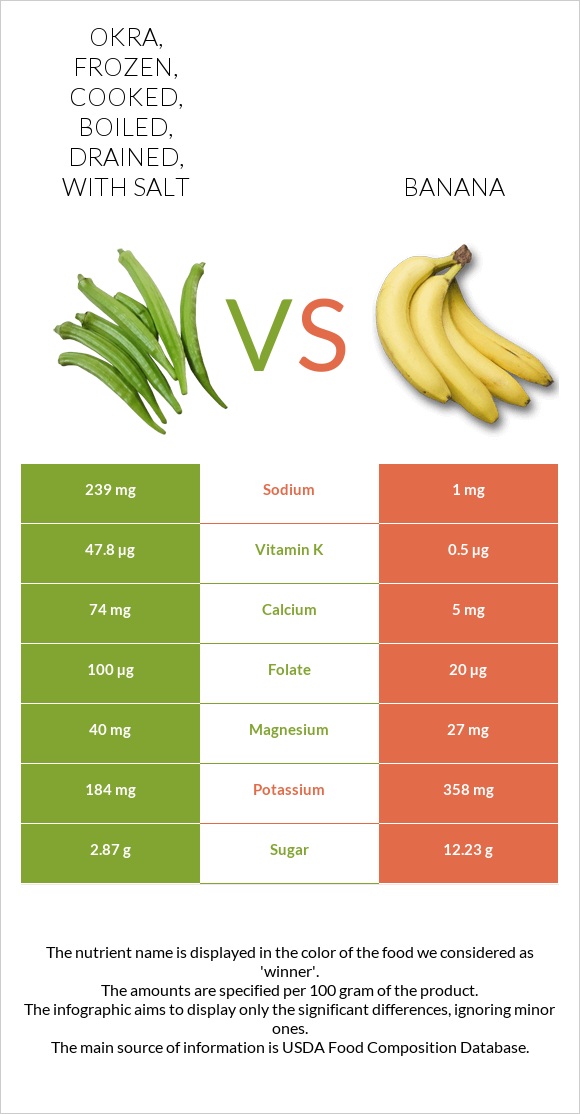 OKRA,
FROZEN,
COOKED,
BOILED,
DRAINED,
WITH SALT
BANANA
VS
239 mg Sodium 1 mg
47.8 µg Vitamin K 0.5 µg
74 mg Calcium 5 mg
100 µg Folate 20 µg
40 mg Magnesium 27 mg
184 mg Potassium 358 mg
2.87 g Sugar 12.23 g
The nutrient name is displayed in the color of the food we considered as
'winner'.
The amounts are specified per 100 gram of the product.
The infographic aims to display only the significant differences, ignoring minor
ones.
The main source of information is USDA Food Composition Database.